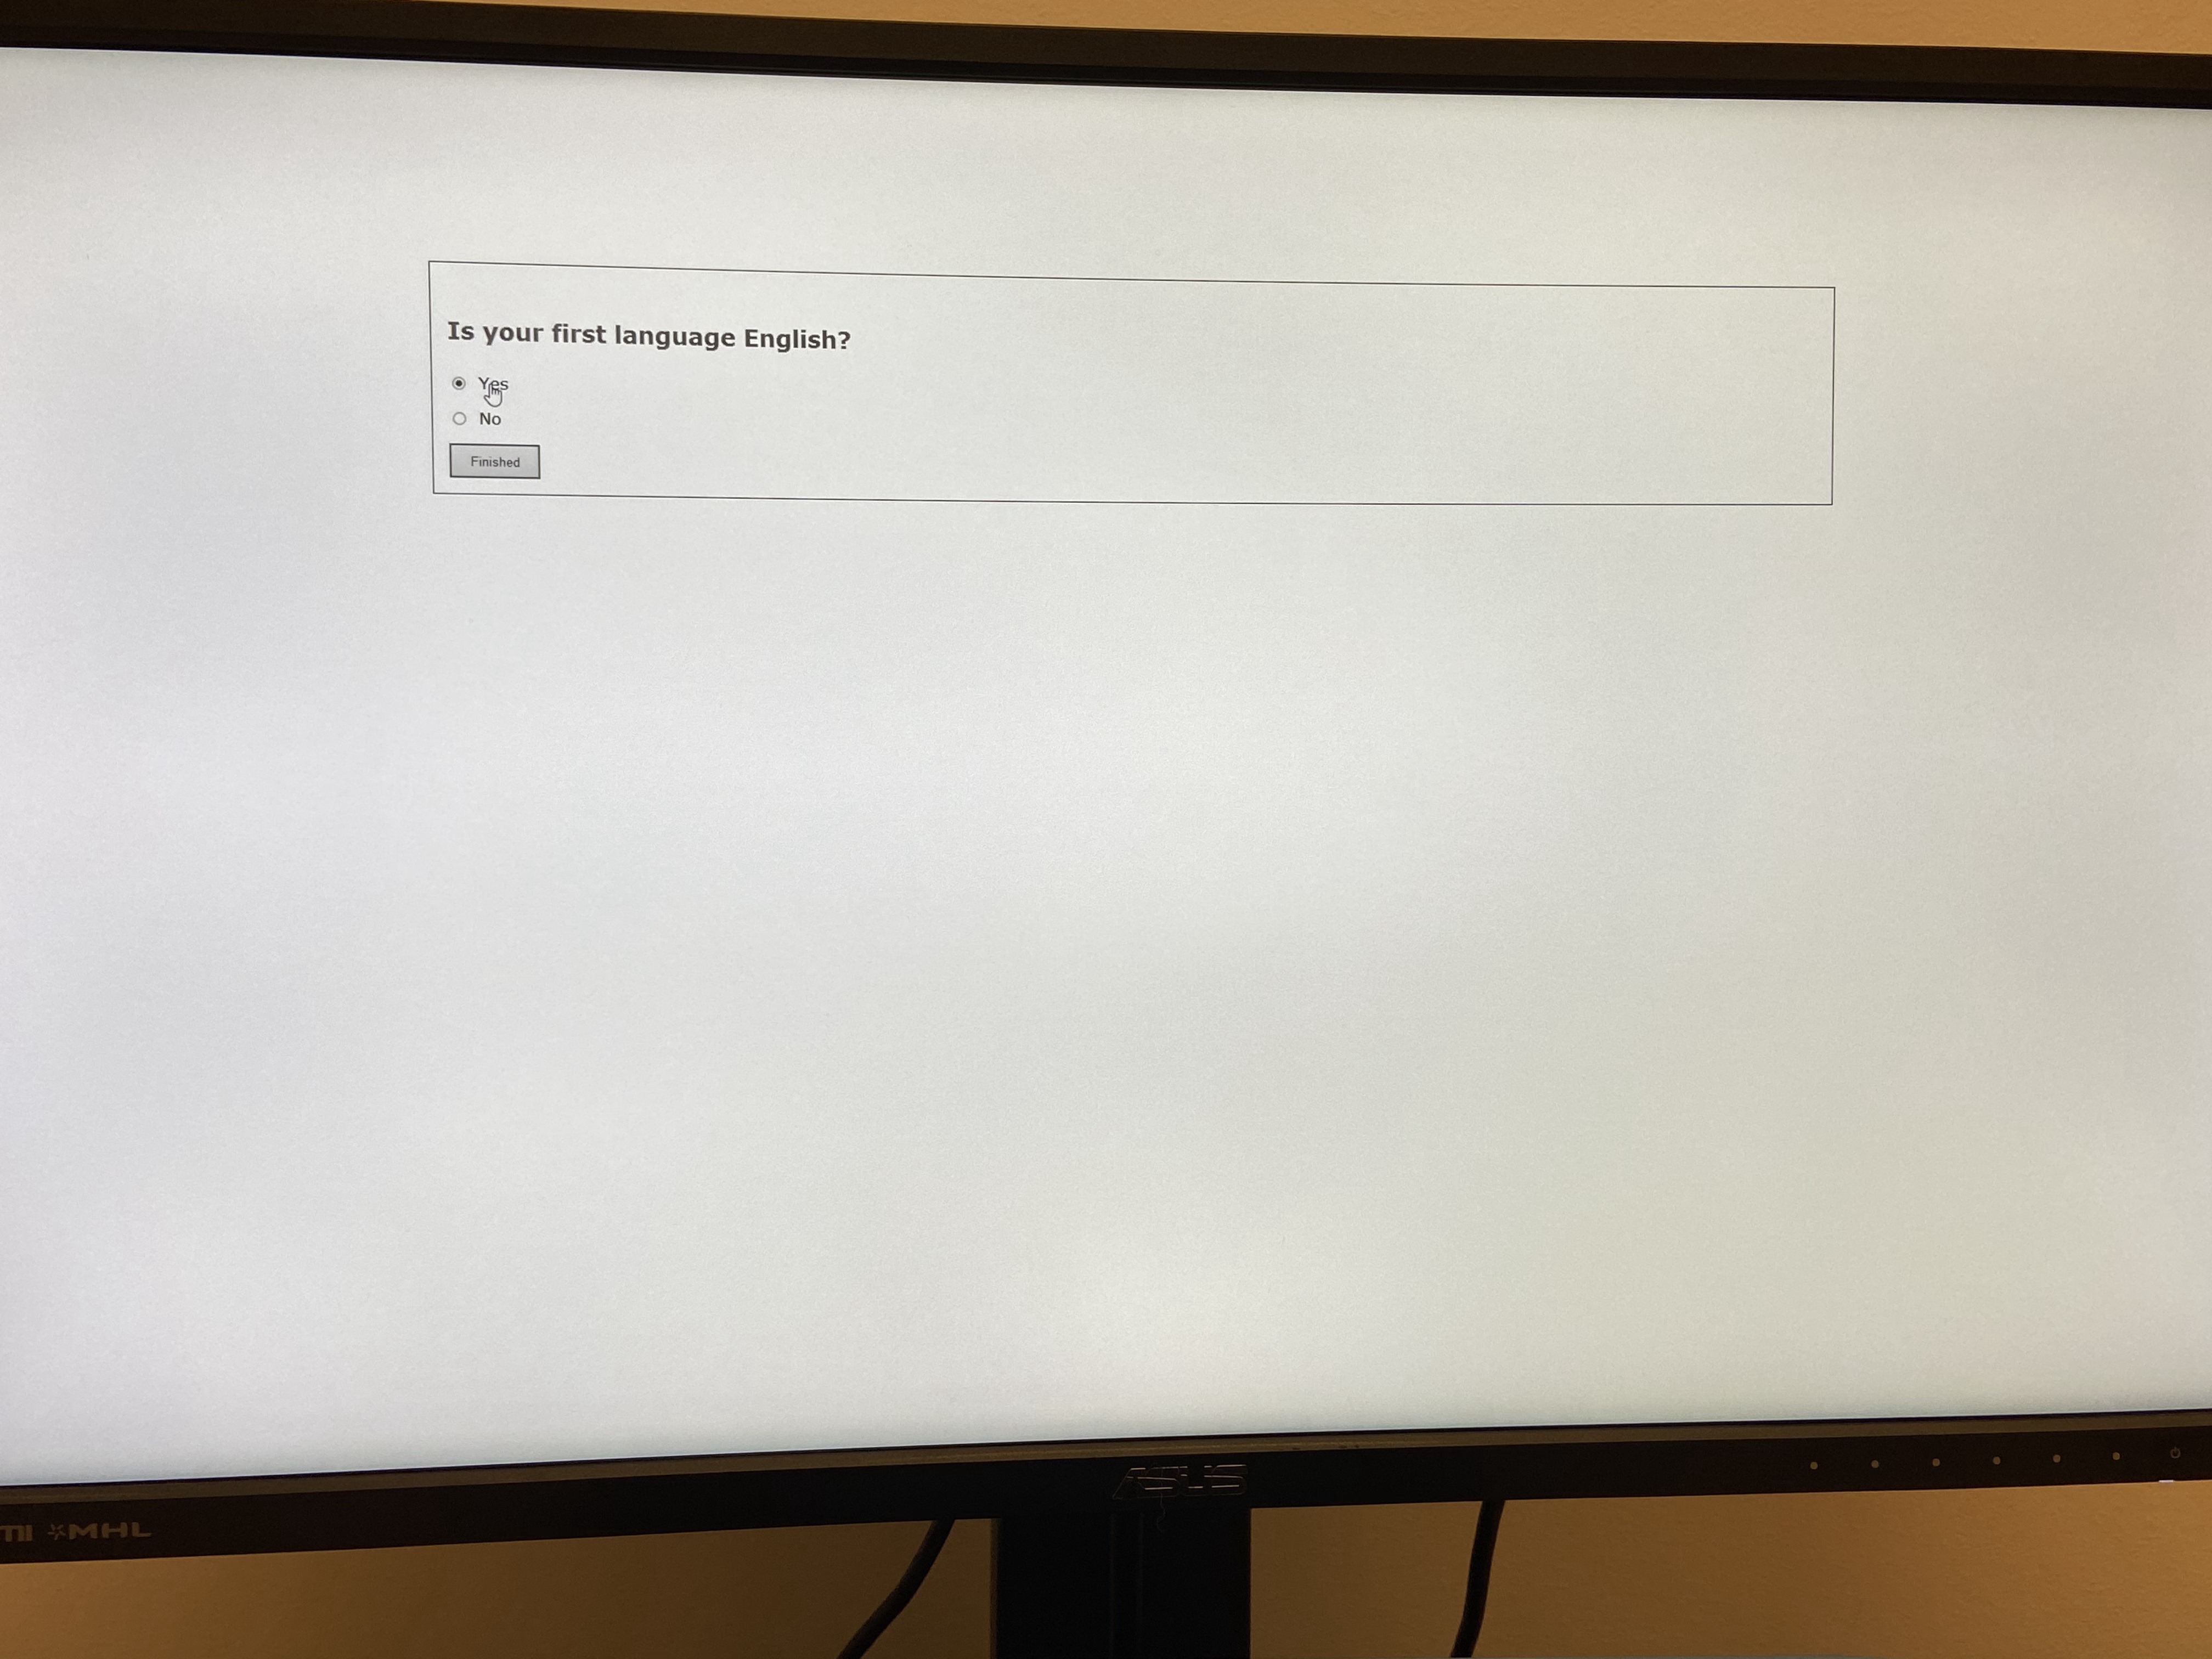 Is your first language English?
Yes
No
Finished
ASUS
MHL